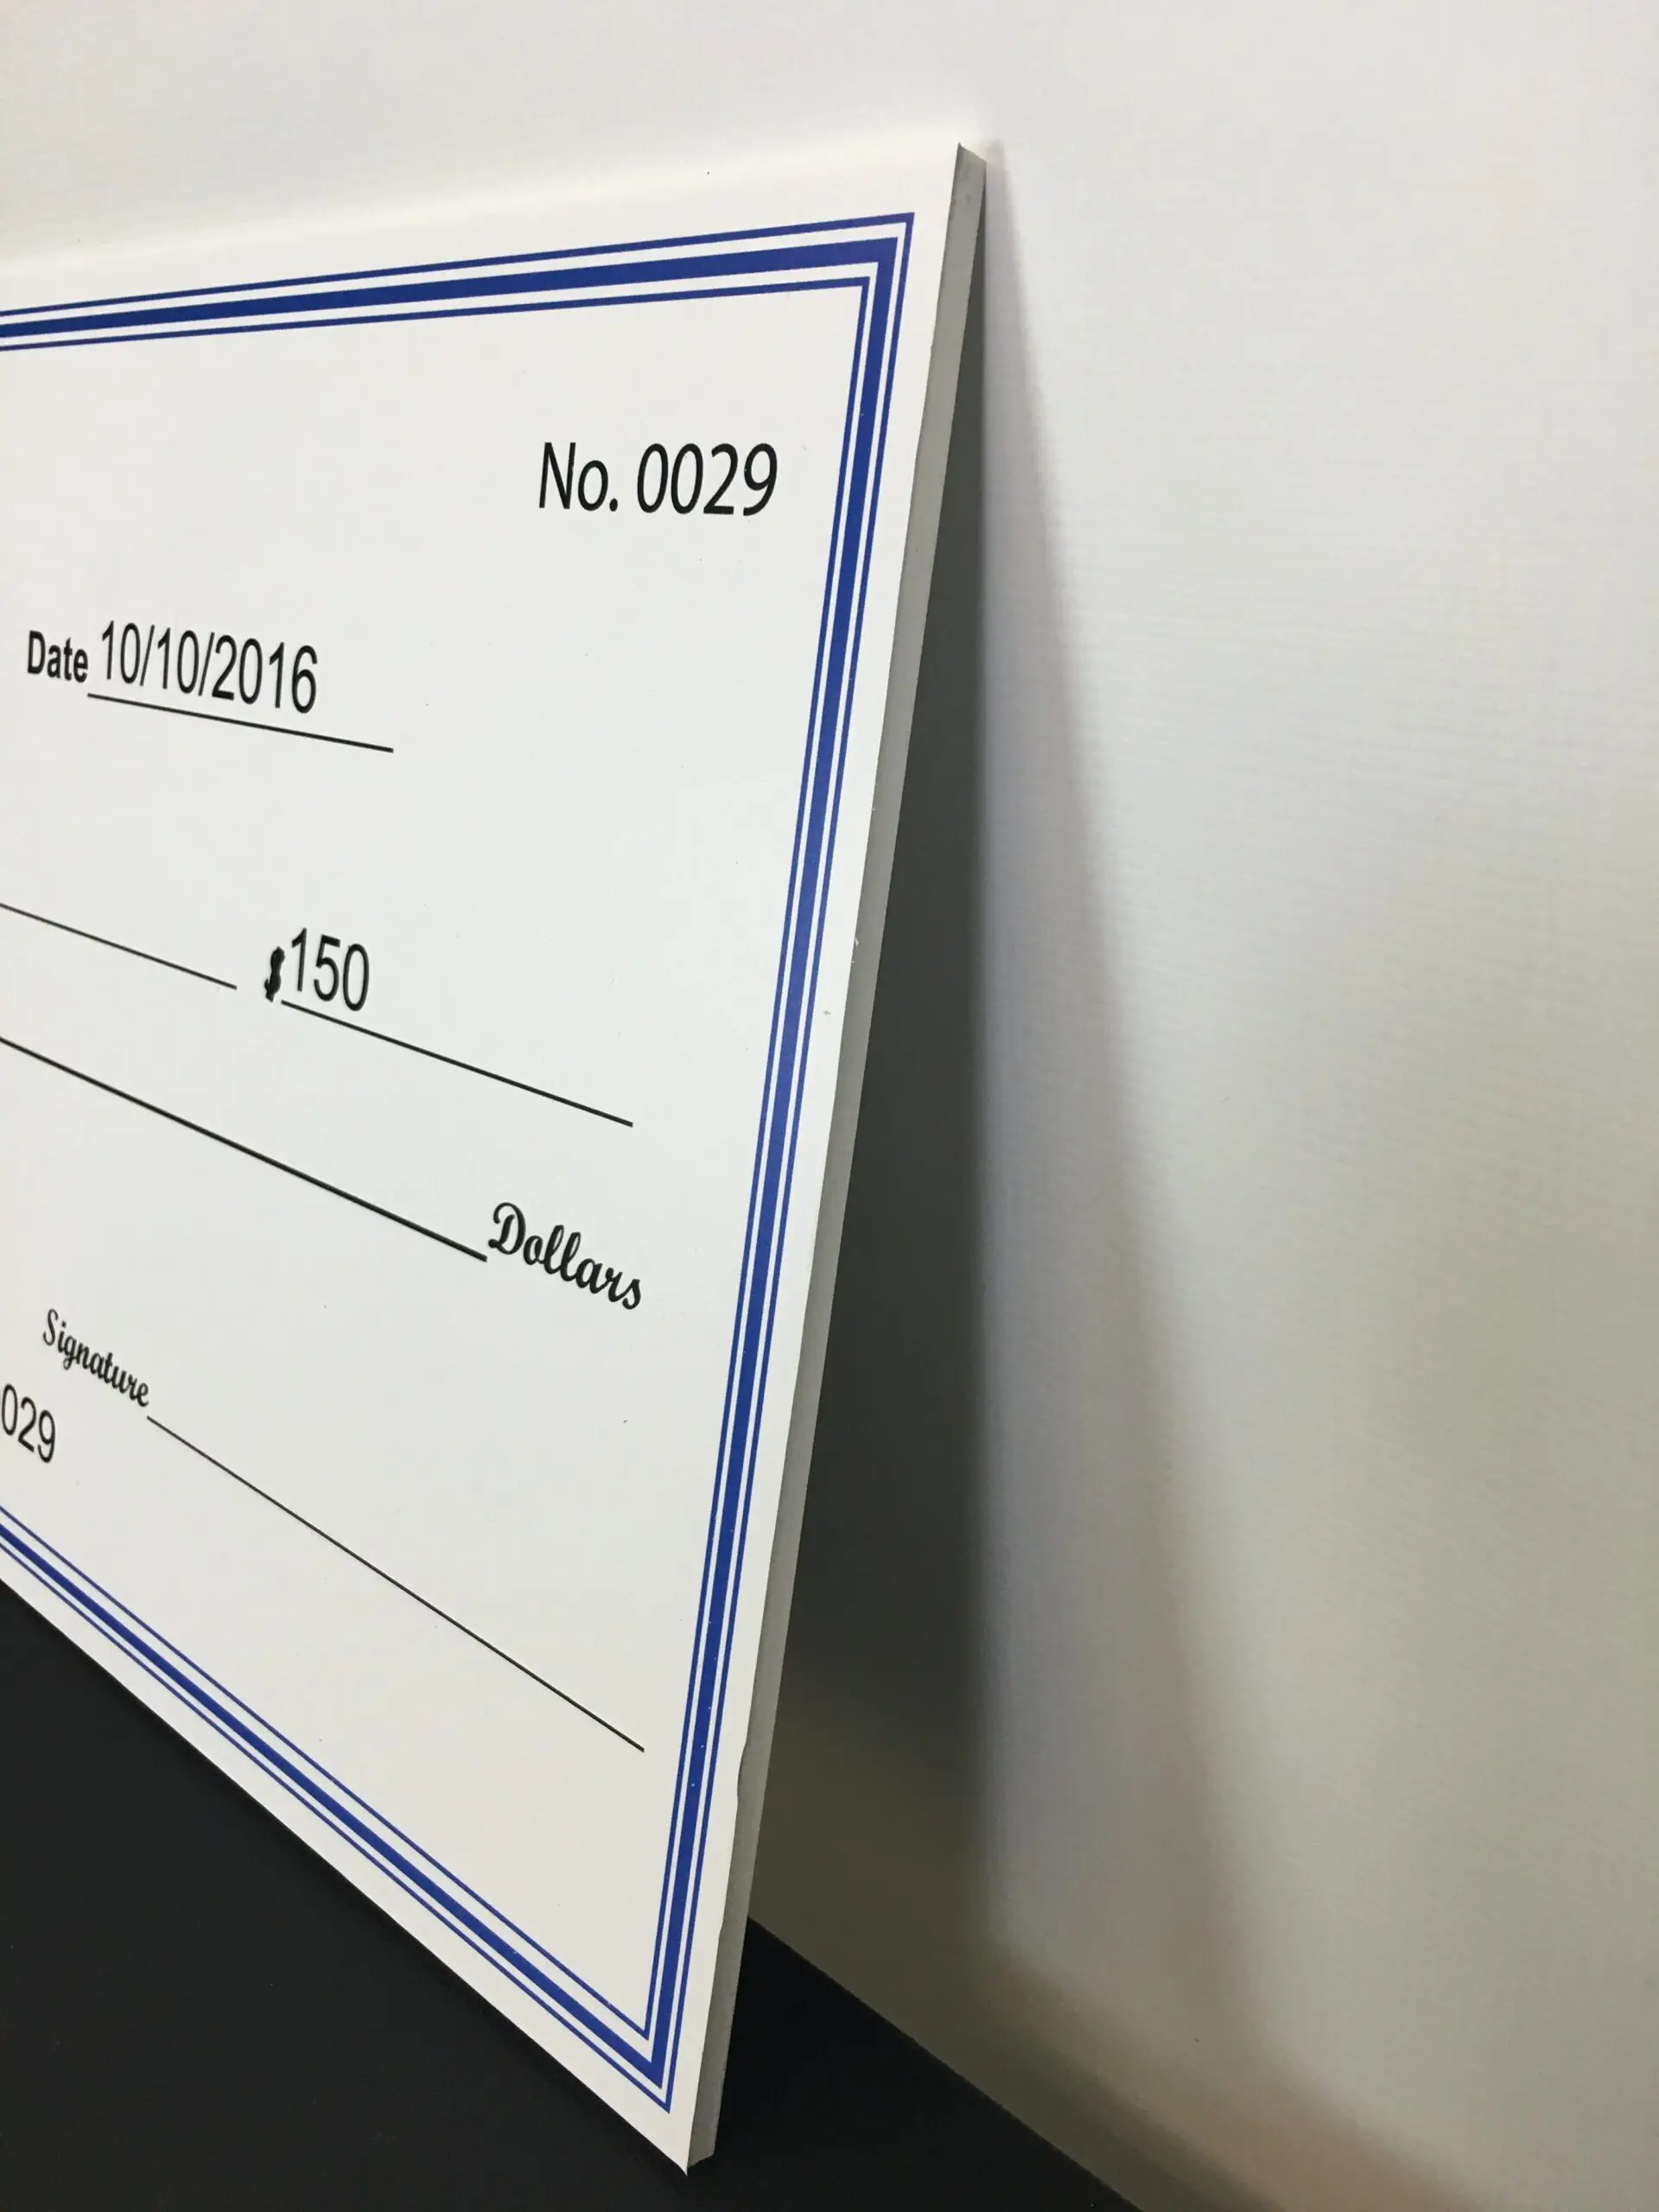 No. 0029
Date 10/10/2016
$150
Dollars
Signature
029